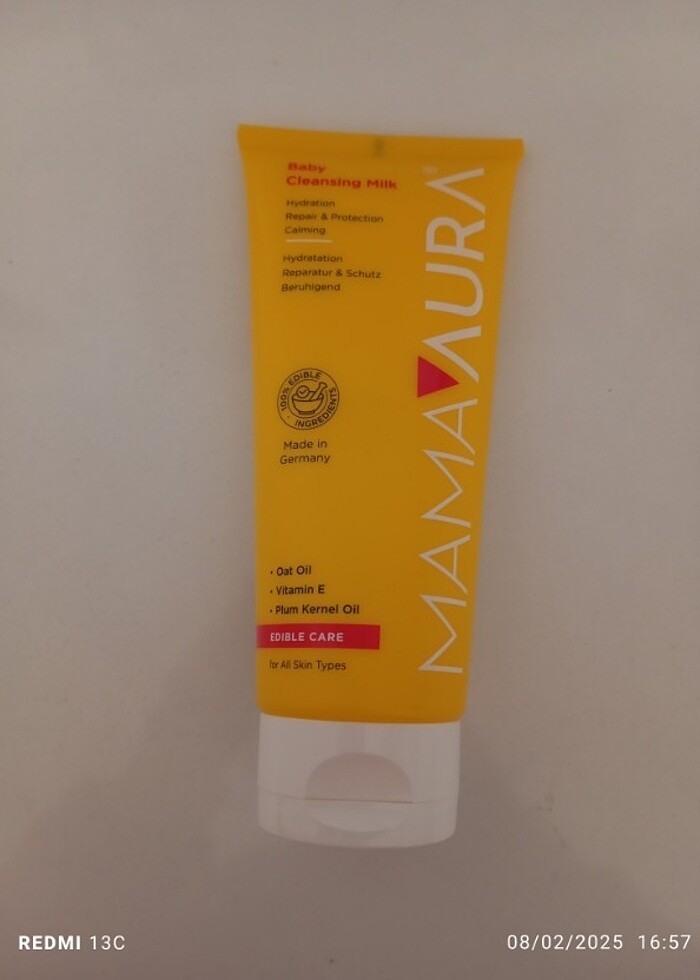 Baby
Cleansing Milk
Hydration
Repair & Protection
Calming
Hydratation
Reparatur & Schutz
Beruhigend
MAMAAURA
100% EDIBLE
INGREDIENTS
Made in
Germany
• Oat Oil
• Vitamin E
• Plum Kernel Oil
EDIBLE CARE
for All Skin Types
REDMI 13C
08/02/2025 16:57